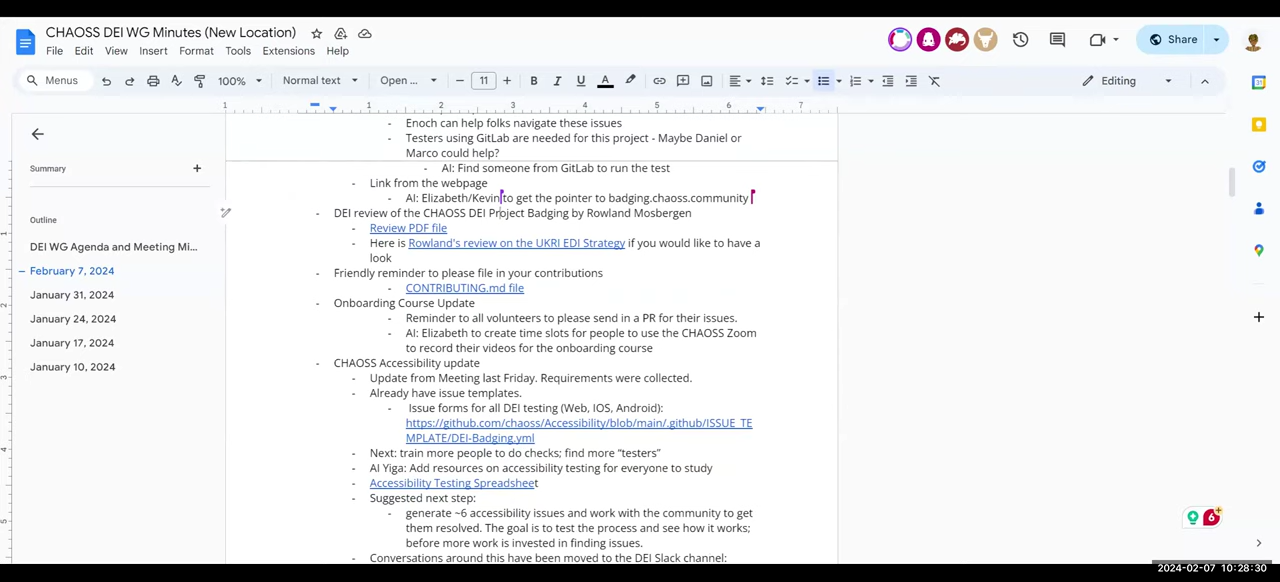 CHAOSS DEI WG Minutes (New Location)
File Edit View Insert Format Tools Extensions Help
Share
Menus 100% Normal text Open ... 11 B I U A Editing
1 1 2 3 4 5 6 7
Summary
Outline
DEI WG Agenda and Meeting Mi...
February 7, 2024
January 31, 2024
January 24, 2024
January 17, 2024
January 10, 2024
- Enoch can help folks navigate these issues
- Testers using GitLab are needed for this project - Maybe Daniel or
Marco could help?
- AI: Find someone from GitLab to run the test
- Link from the webpage
- AI: Elizabeth/Kevin to get the pointer to badging.chaoss.community
- DEI review of the CHAOSS DEI Project Badging by Rowland Mosbergen
- Review PDF file
- Here is Rowland's review on the UKRI EDI Strategy if you would like to have a
look
- Friendly reminder to please file in your contributions
- CONTRIBUTING.md file
- Onboarding Course Update
- Reminder to all volunteers to please send in a PR for their issues.
- AI: Elizabeth to create time slots for people to use the CHAOSS Zoom
to record their videos for the onboarding course
- CHAOSS Accessibility update
- Update from Meeting last Friday. Requirements were collected.
- Already have issue templates.
- Issue forms for all DEI testing (Web, IOS, Android):
https://github.com/chaoss/Accessibility/blob/main/.github/ISSUE_TE
MPLATE/DEI-Badging.yml
- Next: train more people to do checks; find more “testers”
- AI Yiga: Add resources on accessibility testing for everyone to study
- Accessibility Testing Spreadsheet
- Suggested next step:
- generate ~6 accessibility issues and work with the community to get
them resolved. The goal is to test the process and see how it works;
before more work is invested in finding issues.
- Conversations around this have been moved to the DEI Slack channel:
6
2024-02-07 10:28:30